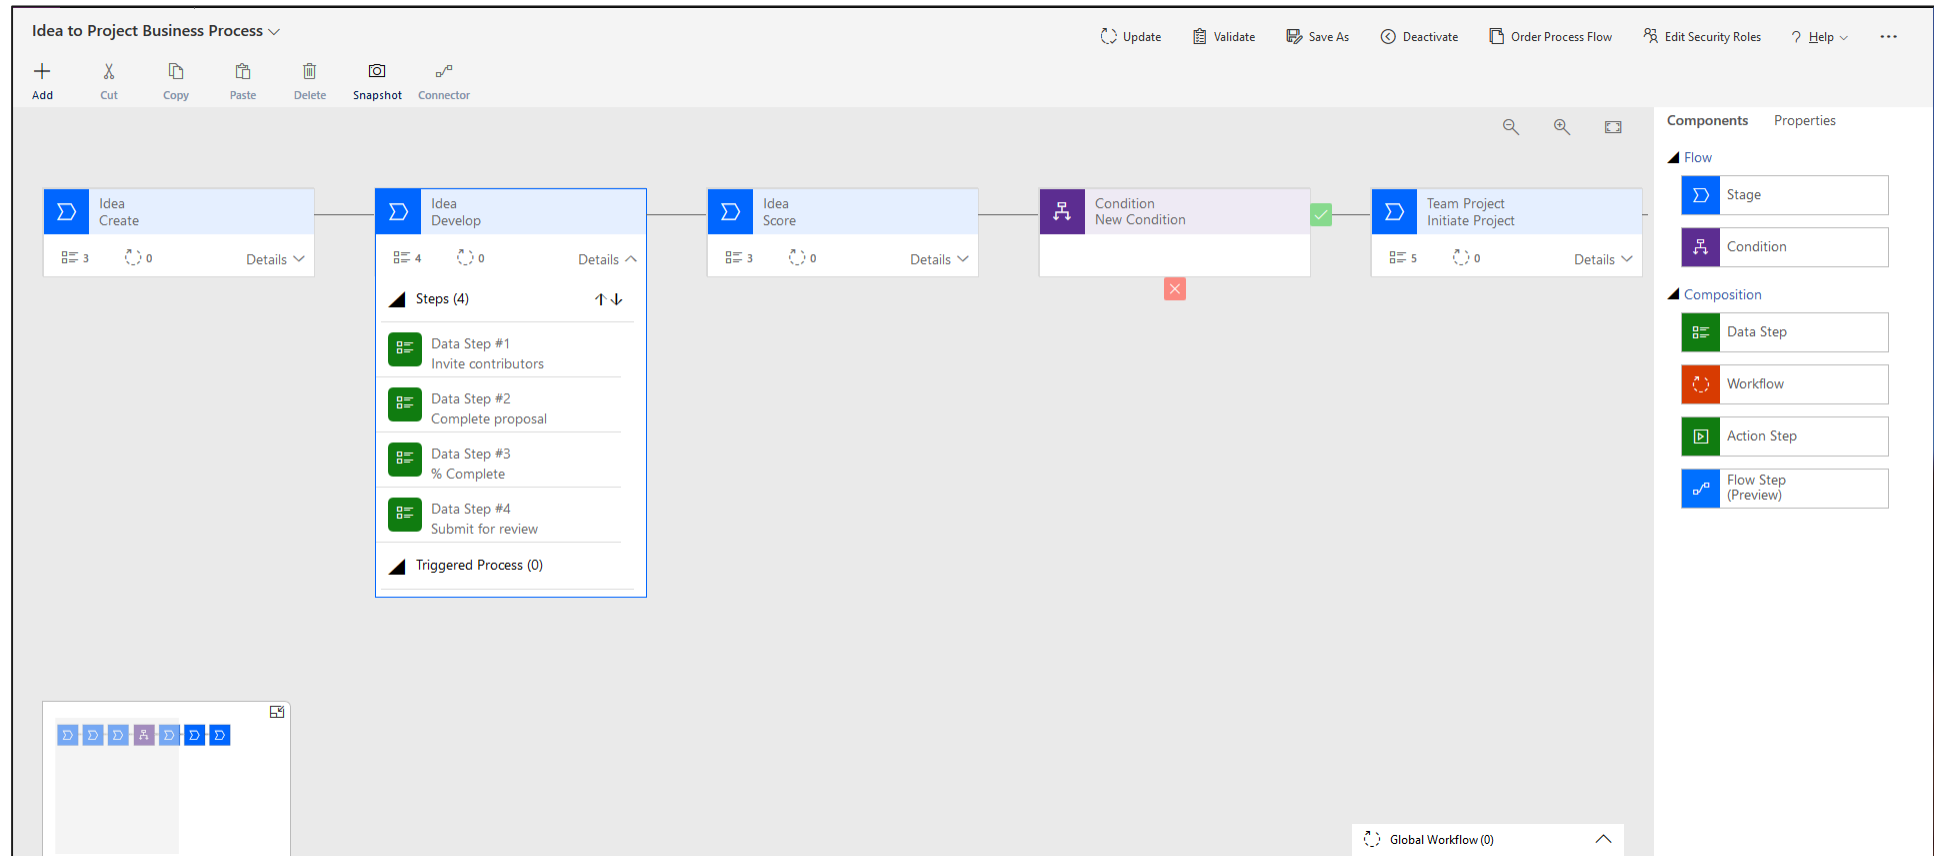 Idea to Project Business Process
Update
Validate
Save As
Deactivate
Order Process Flow
Edit Security Roles
? Help
Add
Cut
Copy
Paste
Delete
Snapshot
Connector
Components
Properties
Flow
Stage
Condition
Composition
Data Step
Workflow
Action Step
Flow Step
(Preview)
Idea
Create
3
0
Details
Idea
Develop
4
0
Details
Steps (4)
Data Step #1
Invite contributors
Data Step #2
Complete proposal
Data Step #3
% Complete
Data Step #4
Submit for review
Triggered Process (0)
Idea
Score
3
0
Details
Condition
New Condition
Team Project
Initiate Project
5
0
Details
Global Workflow (0)